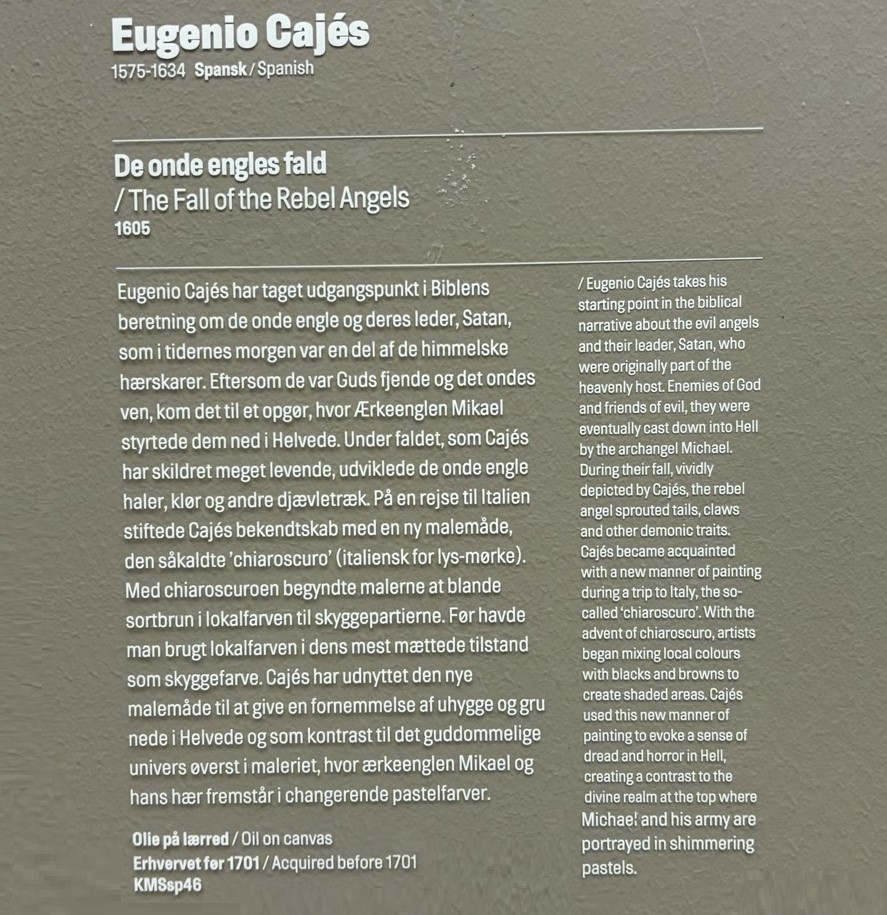 Eugenio Cajés
1575-1634 Spansk / Spanish
De onde engles fald
/ The Fall of the Rebel Angels
1605
Eugenio Cajés har taget udgangspunkt i Biblens
beretning om de onde engle og deres leder, Satan,
som i tidernes morgen var en del af de himmelske
hærskarer. Eftersom de var Guds fjende og det ondes
ven, kom det til et opgør, hvor Ærkeenglen Mikael
styrtede dem ned i Helvede. Under faldet, som Cajés
har skildret meget levende, udviklede de onde engle
haler, klør og andre djævletræk. På en rejse til Italien
stiftede Cajés bekendtskab med en ny malemåde,
den såkaldte 'chiaroscuro' (italiensk for lys-mørke).
Med chiaroscuroen begyndte malerne at blande
sortbrun i lokalfarven til skyggepartierne. Før havde
man brugt lokalfarven i dens mest mættede tilstand
som skyggefarve. Cajés har udnyttet den nye
malemåde til at give en fornemmelse af uhygge og gru
nede i Helvede og som kontrast til det guddommelige
univers øverst i maleriet, hvor ærkeenglen Mikael og
hans hær fremstår i changerende pastelfarver.
Olie på lærred / Oil on canvas
Erhvervet før 1701 / Acquired before 1701
KMSsp46
/ Eugenio Cajés takes his
starting point in the biblical
narrative about the evil angels
and their leader, Satan, who
were originally part of the
heavenly host. Enemies of God
and friends of evil, they were
eventually cast down into Hell
by the archangel Michael.
During their fall, vividly
depicted by Cajés, the rebel
angel sprouted tails, claws
and other demonic traits.
Cajés became acquainted
with a new manner of painting
during a trip to Italy, the so-
called 'chiaroscuro'. With the
advent of chiaroscuro, artists
began mixing local colours
with blacks and browns to
create shaded areas. Cajés
used this new manner of
painting to evoke a sense of
dread and horror in Hell,
creating a contrast to the
divine realm at the top where
Michael and his army are
portrayed in shimmering
pastels.